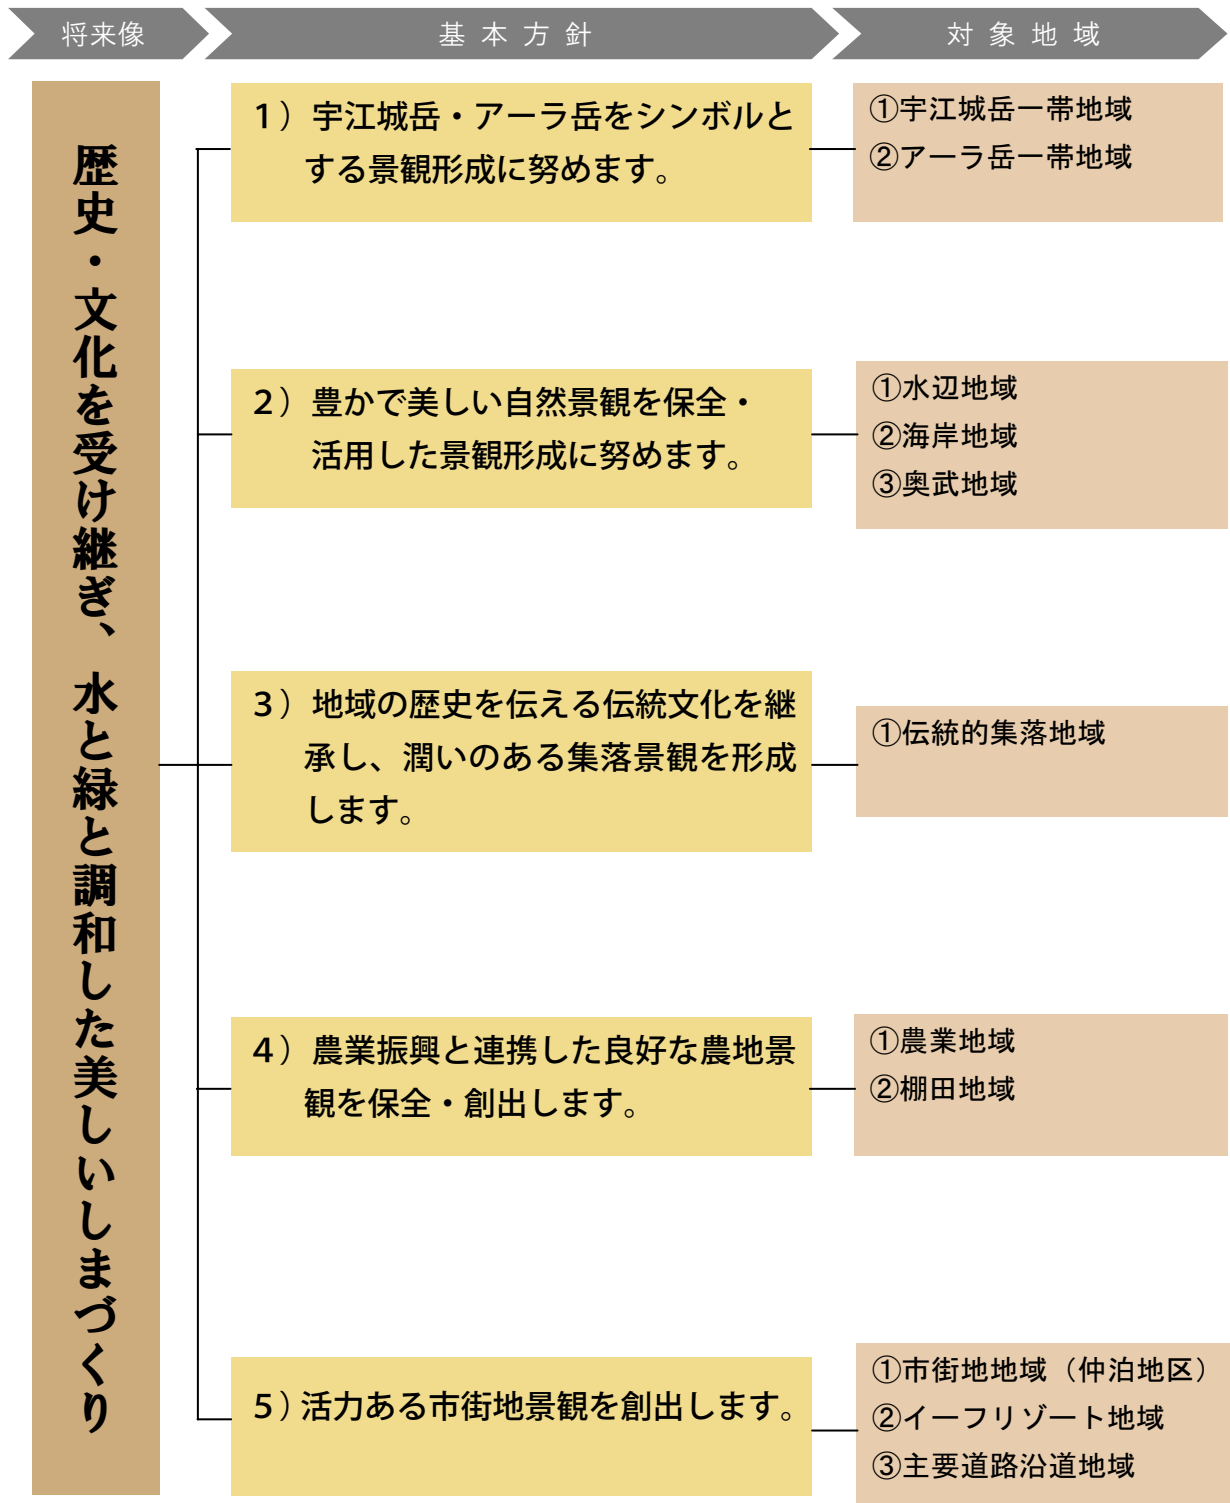 将来像
基本方針
対象地域
歴史・文化を受け継ぎ、水と緑と調和した美しいしまづくり
１）宇江城岳・アーラ岳をシンボルと
する景観形成に努めます。
①宇江城岳一帯地域
②アーラ岳一帯地域
２）豊かで美しい自然景観を保全・
活用した景観形成に努めます。
①水辺地域
②海岸地域
③奥武地域
３）地域の歴史を伝える伝統文化を継
承し、潤いのある集落景観を形成
します。
①伝統的集落地域
４）農業振興と連携した良好な農地景
観を保全・創出します。
①農業地域
②棚田地域
５）活力ある市街地景観を創出します。
①市街地地域（仲泊地区）
②イーフリゾート地域
③主要道路沿道地域